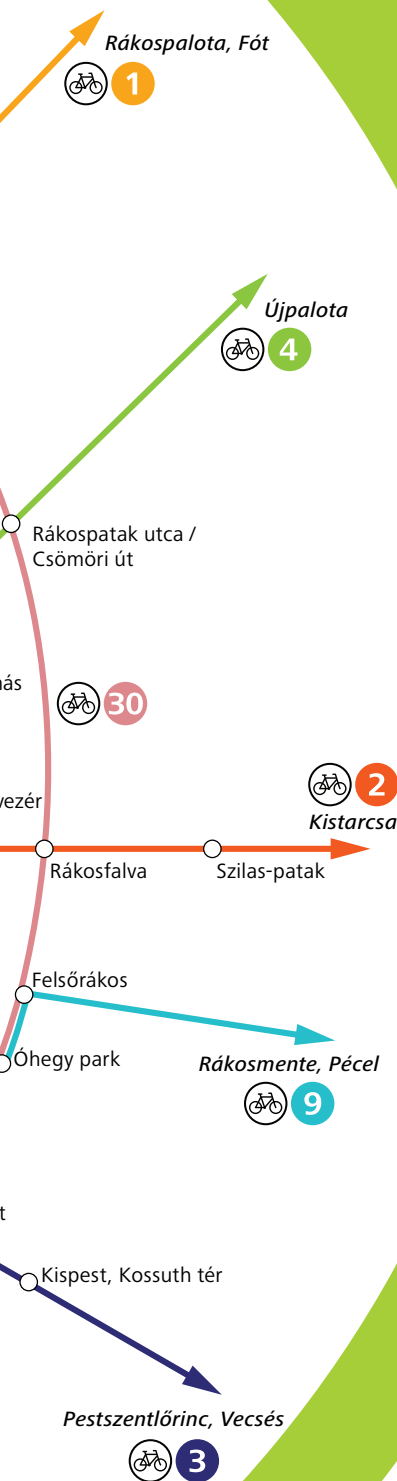 Rákospalota, Fót
1
Újpalota
4
Rákospatak utca /
Csömöri út
30
2
Kistarcsa
Rákosfalva
Szilas-patak
Felsőrákos
Óhegy park
Rákosmente, Pécel
9
Kispest, Kossuth tér
Pestszentlőrinc, Vecsés
3